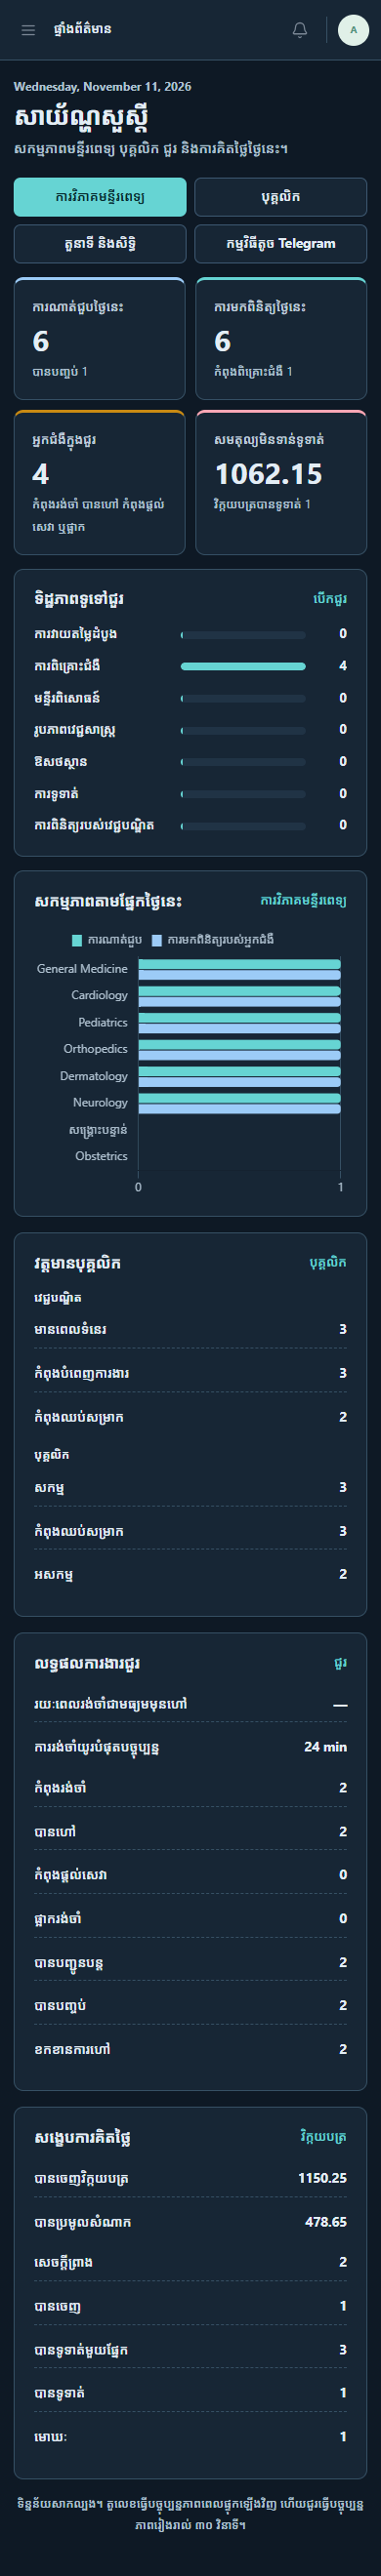 ផ្ទាំងព័ត៌មាន
A
Wednesday, November 11, 2026
សាយ័ណ្ហសួស្តី
សកម្មភាពមន្ទីរពេទ្យ បុគ្គលិក ជួរ និងការគិតថ្លៃថ្ងៃនេះ។
ការវិភាគមន្ទីរពេទ្យ
បុគ្គលិក
តួនាទី និងសិទ្ធិ
កម្មវិធីតូច Telegram
ការណាត់ជួបថ្ងៃនេះ
6
បានបញ្ចប់ 1
ការមកពិនិត្យថ្ងៃនេះ
6
កំពុងពិគ្រោះជំងឺ 1
អ្នកជំងឺក្នុងជួរ
4
កំពុងរង់ចាំ បានហៅ កំពុងផ្តល់
សេវា ឬផ្អាក
សមតុល្យមិនទាន់ទូទាត់
1062.15
វិក្កយបត្របានទូទាត់ 1
ទិដ្ឋភាពទូទៅជួរ
បើកជួរ
ការវាយតម្លៃដំបូង 0
ការពិគ្រោះជំងឺ 4
មន្ទីរពិសោធន៍ 0
រូបភាពវេជ្ជសាស្ត្រ 0
ឱសថស្ថាន 0
ការទូទាត់ 0
ការពិនិត្យរបស់វេជ្ជបណ្ឌិត 0
សកម្មភាពតាមផ្នែកថ្ងៃនេះ
ការវិភាគមន្ទីរពេទ្យ
ការណាត់ជួប ការមកពិនិត្យរបស់អ្នកជំងឺ
General Medicine
Cardiology
Pediatrics
Orthopedics
Dermatology
Neurology
សង្គ្រោះបន្ទាន់
Obstetrics
0 1
វត្តមានបុគ្គលិក
បុគ្គលិក
វេជ្ជបណ្ឌិត
មានពេលទំនេរ 3
កំពុងបំពេញការងារ 3
កំពុងឈប់សម្រាក 2
បុគ្គលិក
សកម្ម 3
កំពុងឈប់សម្រាក 3
អសកម្ម 2
លទ្ធផលការងារជួរ
ជួរ
រយៈពេលរង់ចាំជាមធ្យមមុនហៅ —
ការរង់ចាំយូរបំផុតបច្ចុប្បន្ន 24 min
កំពុងរង់ចាំ 2
បានហៅ 2
កំពុងផ្តល់សេវា 0
ផ្អាករង់ចាំ 0
បានបញ្ជូនបន្ត 2
បានបញ្ចប់ 2
ខកខានការហៅ 2
សង្ខេបការគិតថ្លៃ
វិក្កយបត្រ
បានចេញវិក្កយបត្រ 1150.25
បានប្រមូលសំណាក 478.65
សេចក្តីព្រាង 2
បានចេញ 1
បានទូទាត់មួយផ្នែក 3
បានទូទាត់ 1
មោឃៈ 1
ទិន្នន័យសាកល្បង។ តួលេខធ្វើបច្ចុប្បន្នភាពពេលផ្ទុកឡើងវិញ ហើយជួរធ្វើបច្ចុប្បន្ន
ភាពរៀងរាល់ ៣០ វិនាទី។